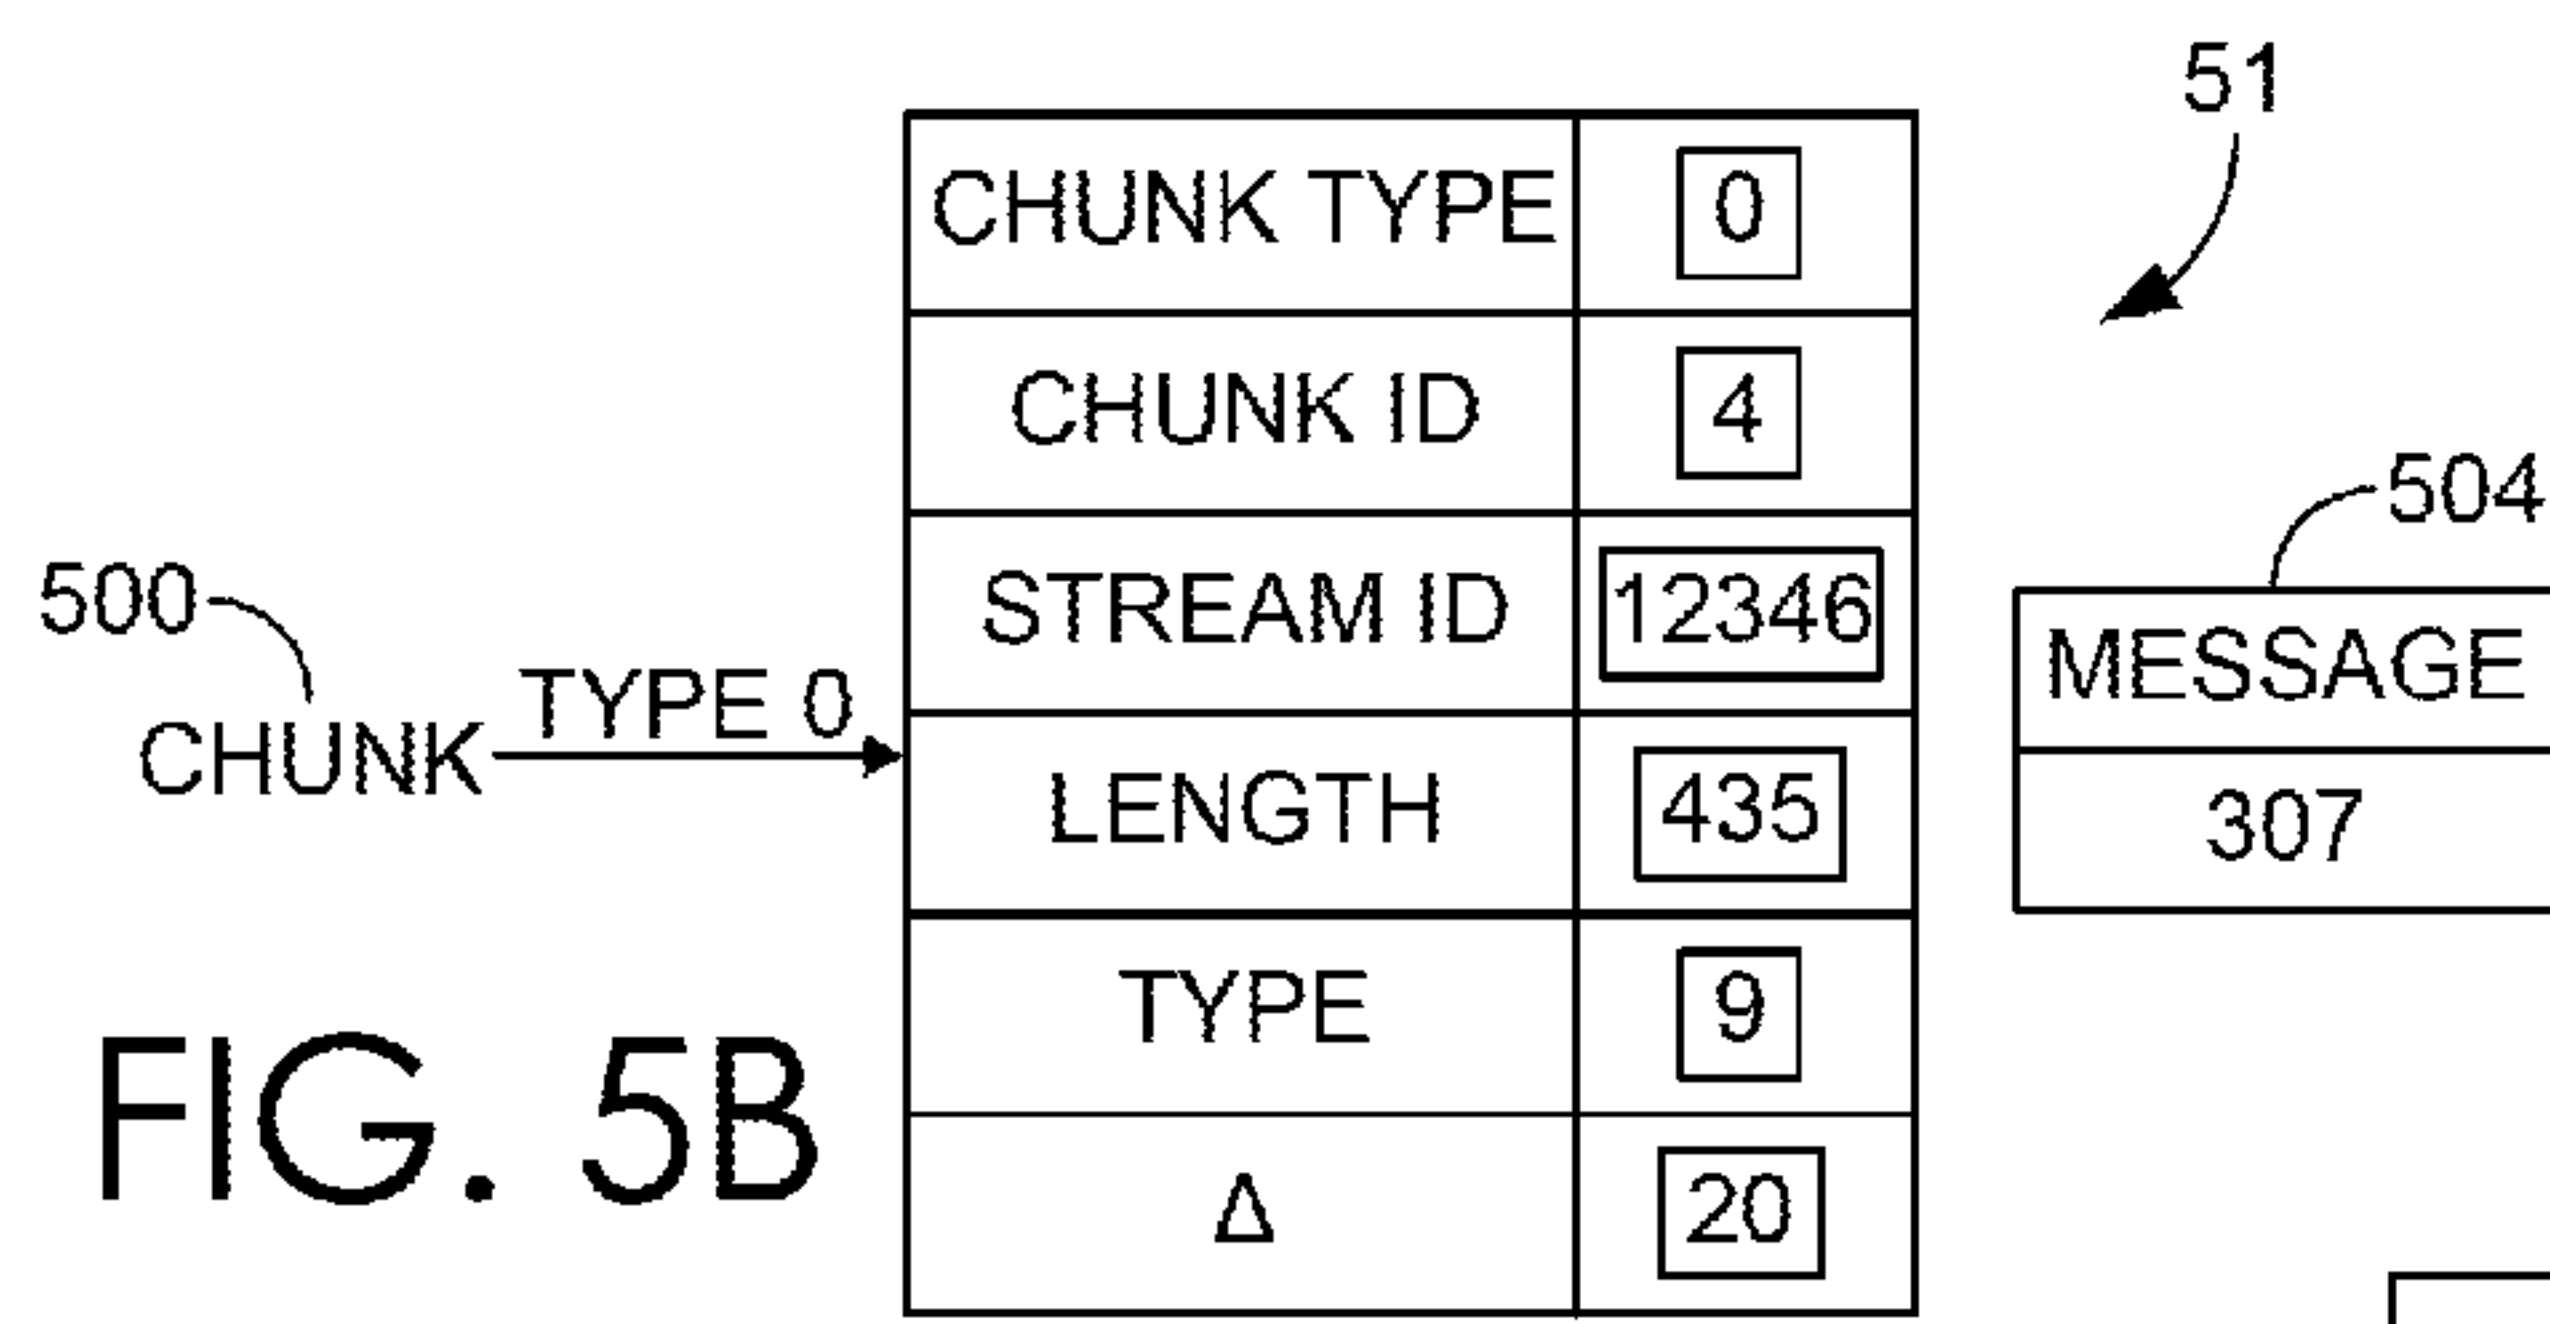 51
CHUNK TYPE 0
CHUNK ID 4
504
STREAM ID 12346
500
MESSAGE
TYPE 0
CHUNK
LENGTH 435
307
TYPE 9
FIG. 5B
Δ 20